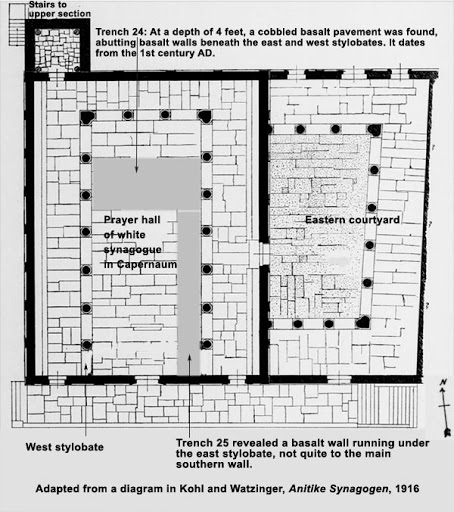 Stairs to
upper section
Trench 24: At a depth of 4 feet, a cobbled basalt pavement was found,
abutting basalt walls beneath the east and west stylobates. It dates
from the 1st century AD.
Prayer hall
of white
synagogue
in Capernaum
Eastern courtyard
?
?
?
N
West stylobate
Trench 25 revealed a basalt wall running under
the east stylobate, not quite to the main
southern wall.
Adapted from a diagram in Kohl and Watzinger, Anitike Synagogen, 1916